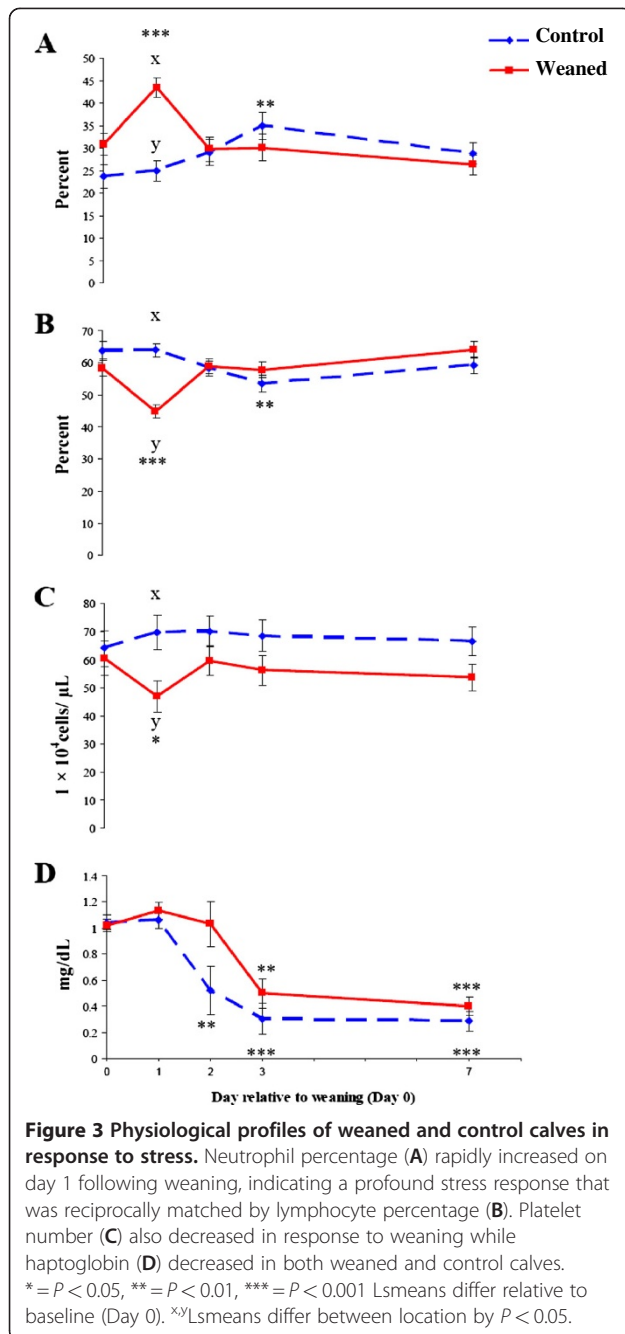 A
***
x
y
**
Control
Weaned
50
45
40
35
30
25
20
15
10
5
0
Percent
B
x
y
***
**
70
60
50
40
30
20
10
0
Percent
C
x
y
*
80
70
60
50
40
30
20
10
0
1 × 10⁴cells/ µL
D
1.4
1.2
1
0.8
0.6
0.4
0.2
0
mg/dL
**
**
***
***
***
0 1 2 3 7
Day relative to weaning (Day 0)
Figure 3 Physiological profiles of weaned and control calves in
response to stress. Neutrophil percentage (A) rapidly increased on
day 1 following weaning, indicating a profound stress response that
was reciprocally matched by lymphocyte percentage (B). Platelet
number (C) also decreased in response to weaning while
haptoglobin (D) decreased in both weaned and control calves.
* = P < 0.05, ** = P < 0.01, *** = P < 0.001 Lsmeans differ relative to
baseline (Day 0). x,yLsmeans differ between location by P < 0.05.